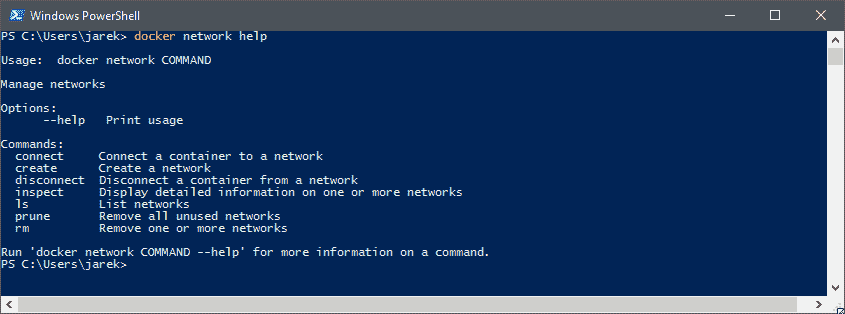 Windows PowerShell
PS C:\Users\jarek> docker network help
Usage:  docker network COMMAND
Manage networks
Options:
      --help   Print usage
Commands:
  connect     Connect a container to a network
  create      Create a network
  disconnect  Disconnect a container from a network
  inspect     Display detailed information on one or more networks
  ls          List networks
  prune       Remove all unused networks
  rm          Remove one or more networks
Run 'docker network COMMAND --help' for more information on a command.
PS C:\Users\jarek>